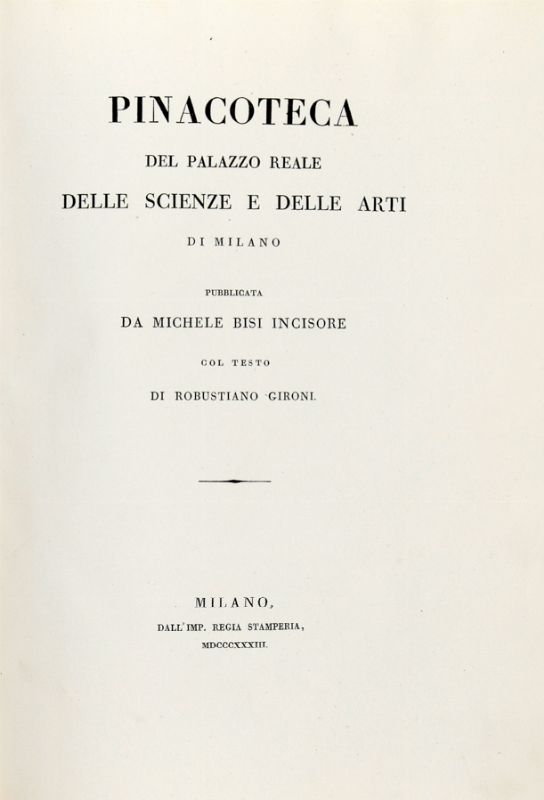 PINACOTECA
DEL PALAZZO REALE
DELLE SCIENZE E DELLE ARTI
DI MILANO
PUBBLICATA
DA MICHELE BISI INCISORE
COL TESTO
DI ROBUSTIANO GIRONI.
MILANO,
DALL'IMP. REGIA STAMPERIA,
MDCCCXXXIII.